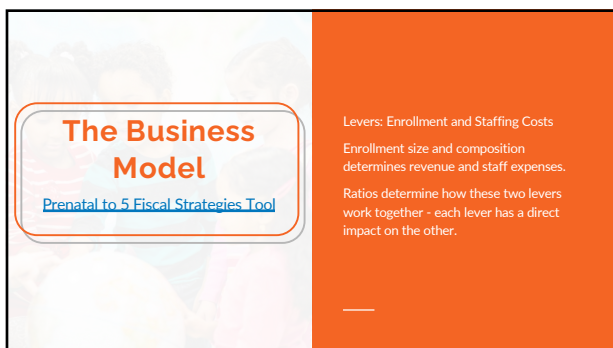 The Business
Model
Prenatal to 5 Fiscal Strategies Tool
Levers: Enrollment and Staffing Costs
Enrollment size and composition
determines revenue and staff expenses.
Ratios determine how these two levers
work together - each lever has a direct
impact on the other.